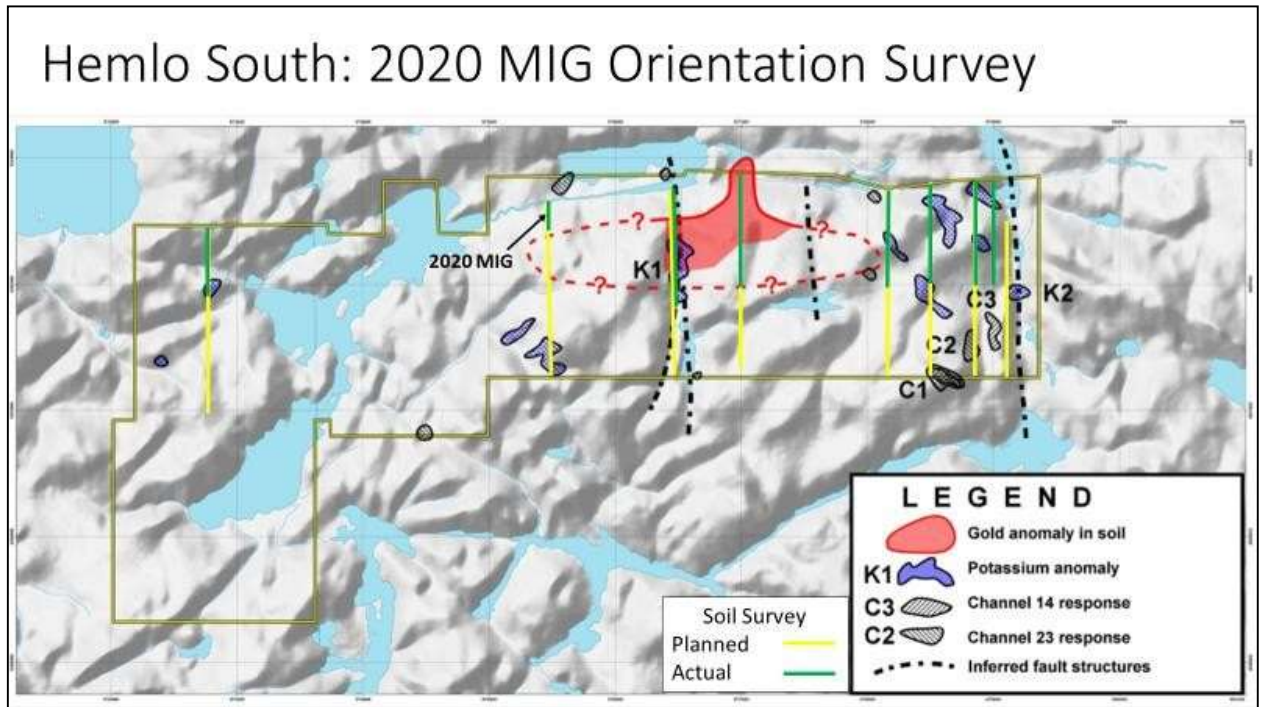 Hemlo South: 2020 MIG Orientation Survey
?
?
2020 MIG
K1
?
?
C3
K2
C2
C1
LEGEND
Gold anomaly in soil
K1 Potassium anomaly
C3 Channel 14 response
C2 Channel 23 response
Inferred fault structures
Soil Survey
Planned
Actual